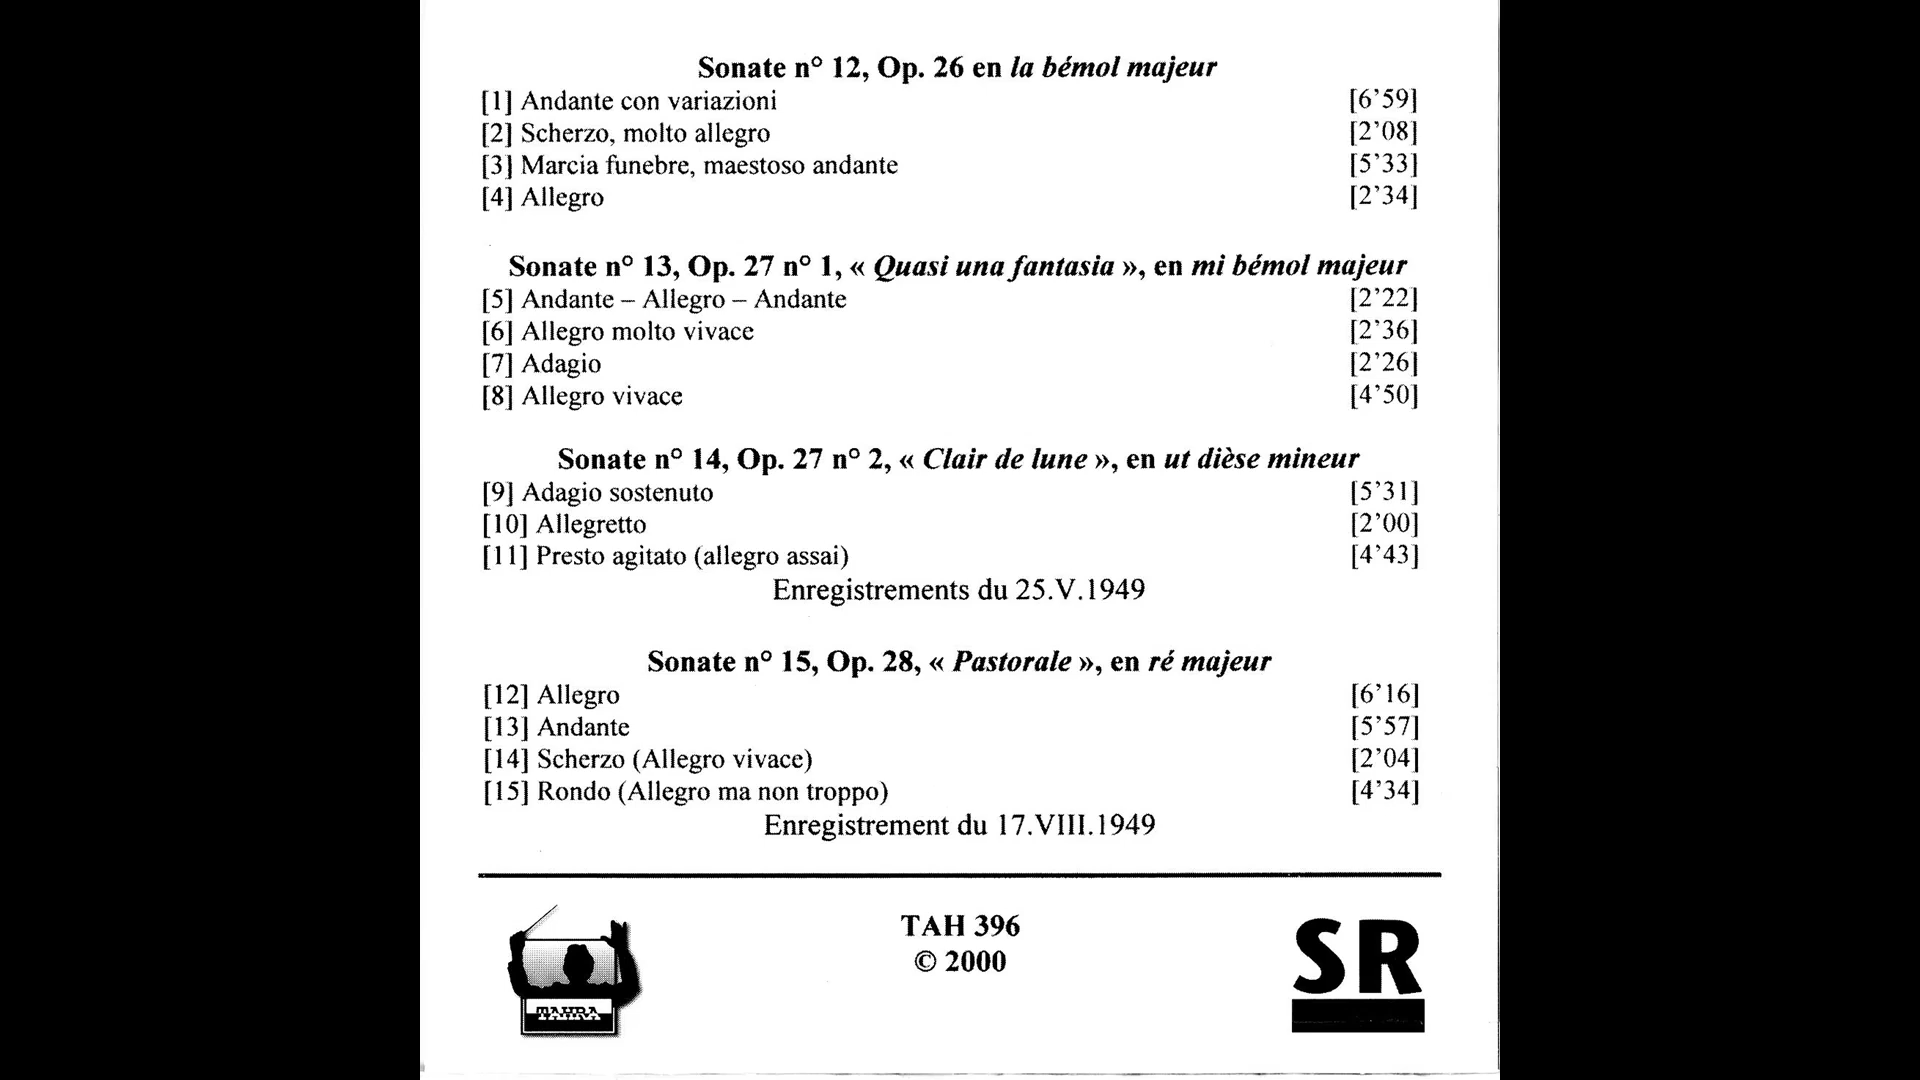 Sonate n° 12, Op. 26 en la bémol majeur
[1] Andante con variazioni [6’59]
[2] Scherzo, molto allegro [2’08]
[3] Marcia funebre, maestoso andante [5’33]
[4] Allegro [2’34]
Sonate n° 13, Op. 27 n° 1, « Quasi una fantasia », en mi bémol majeur
[5] Andante – Allegro – Andante [2’22]
[6] Allegro molto vivace [2’36]
[7] Adagio [2’26]
[8] Allegro vivace [4’50]
Sonate n° 14, Op. 27 n° 2, « Clair de lune », en ut dièse mineur
[9] Adagio sostenuto [5’31]
[10] Allegretto [2’00]
[11] Presto agitato (allegro assai) [4’43]
Enregistrements du 25.V.1949
Sonate n° 15, Op. 28, « Pastorale », en ré majeur
[12] Allegro [6’16]
[13] Andante [5’57]
[14] Scherzo (Allegro vivace) [2’04]
[15] Rondo (Allegro ma non troppo) [4’34]
Enregistrement du 17.VIII.1949
TAH 396
© 2000
TAHRA
SR